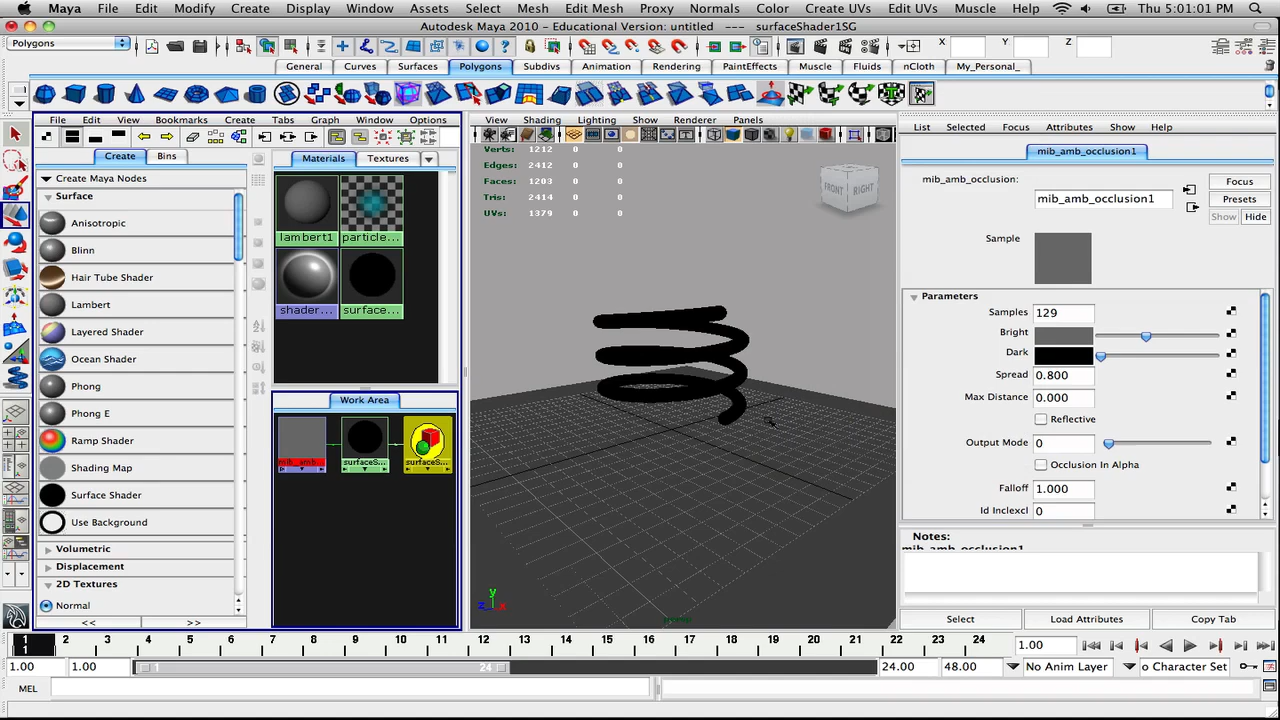 Maya File Edit Modify Create Display Window Assets Select Mesh Edit Mesh Proxy Normals Color Create UVs Edit UVs Muscle Help Thu 5:01:01 PM
Autodesk Maya 2010 - Educational Version: untitled --- surfaceShader1SG
Polygons X Y Z
General Curves Surfaces Polygons Subdivs Animation Rendering PaintEffects Muscle Fluids nCloth My_Personal_
File Edit View Bookmarks Create Tabs Graph Window Options
Create Bins
Create Maya Nodes
Surface
Anisotropic
Blinn
Hair Tube Shader
Lambert
Layered Shader
Ocean Shader
Phong
Phong E
Ramp Shader
Shading Map
Surface Shader
Use Background
Volumetric
Displacement
2D Textures
Normal
<< >>
Materials Textures
lambert1 particle...
shader... surface...
Work Area
mib_amb... surfaceS... surfaceS...
View Shading Lighting Show Renderer Panels
Verts: 1212 0 0
Edges: 2412 0 0
Faces: 1203 0 0
Tris: 2414 0 0
UVs: 1379 0 0
FRONT RIGHT
y
z x
persp
List Selected Focus Attributes Show Help
mib_amb_occlusion1
mib_amb_occlusion: mib_amb_occlusion1
Focus
Presets
Show Hide
Sample
Parameters
Samples 129
Bright
Dark
Spread 0.800
Max Distance 0.000
Reflective
Output Mode 0
Occlusion In Alpha
Falloff 1.000
Id Inclexcl 0
Notes:
mib_amb_occlusion1
Select Load Attributes Copy Tab
1 2 3 4 5 6 7 8 9 10 11 12 13 14 15 16 17 18 19 20 21 22 23 24 1.00
1
1.00 1.00 1 24 24.00 48.00 No Anim Layer o Character Set
MEL